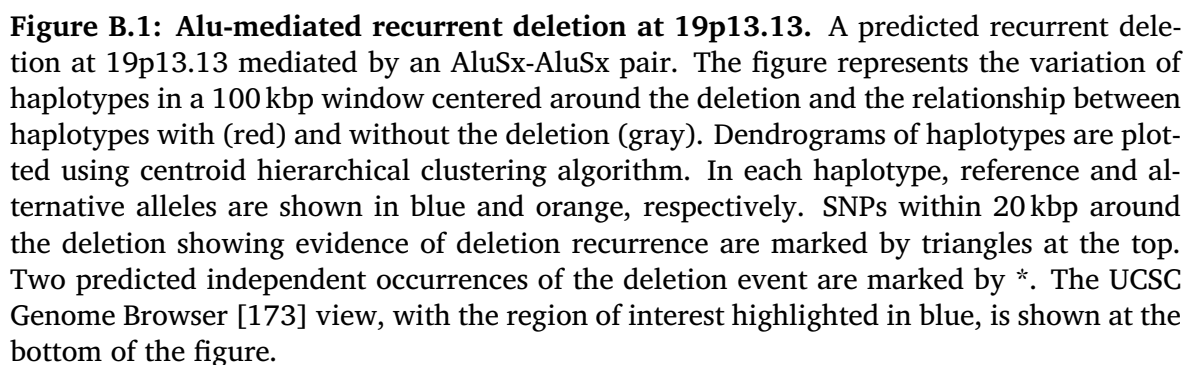 Figure B.1: Alu-mediated recurrent deletion at 19p13.13. A predicted recurrent dele-
tion at 19p13.13 mediated by an AluSx-AluSx pair. The figure represents the variation of
haplotypes in a 100 kbp window centered around the deletion and the relationship between
haplotypes with (red) and without the deletion (gray). Dendrograms of haplotypes are plot-
ted using centroid hierarchical clustering algorithm. In each haplotype, reference and al-
ternative alleles are shown in blue and orange, respectively. SNPs within 20 kbp around
the deletion showing evidence of deletion recurrence are marked by triangles at the top.
Two predicted independent occurrences of the deletion event are marked by *. The UCSC
Genome Browser [173] view, with the region of interest highlighted in blue, is shown at the
bottom of the figure.